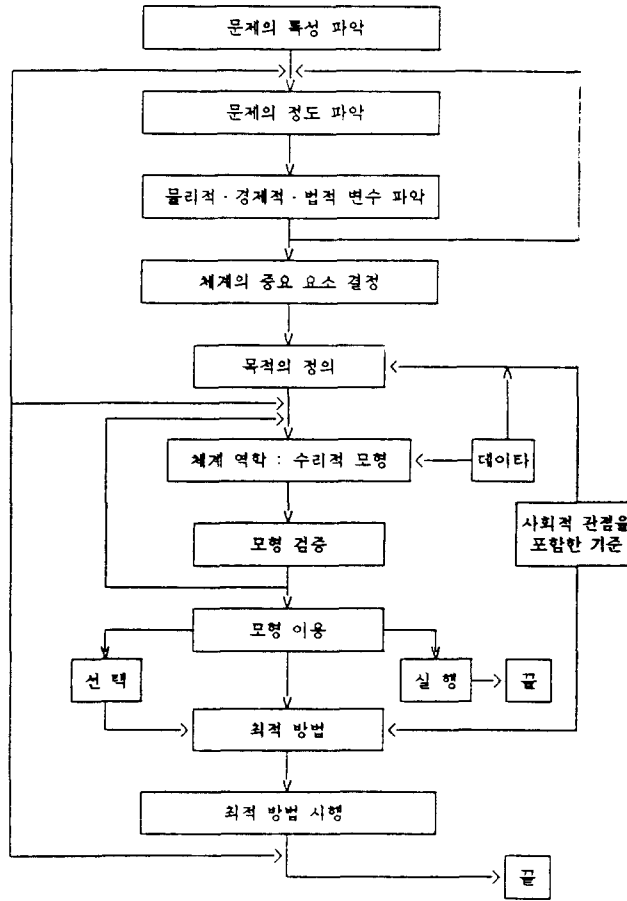 문제의 특성 파악
문제의 정도 파악
물리적·경제적·법적 변수 파악
체계의 중요 요소 결정
목적의 정의
체계 역학 : 수리적 모형
데이타
사회적 관점을
포함한 기준
모형 검증
모형 이용
선 택
실 행
끝
최적 방법
최적 방법 시행
끝